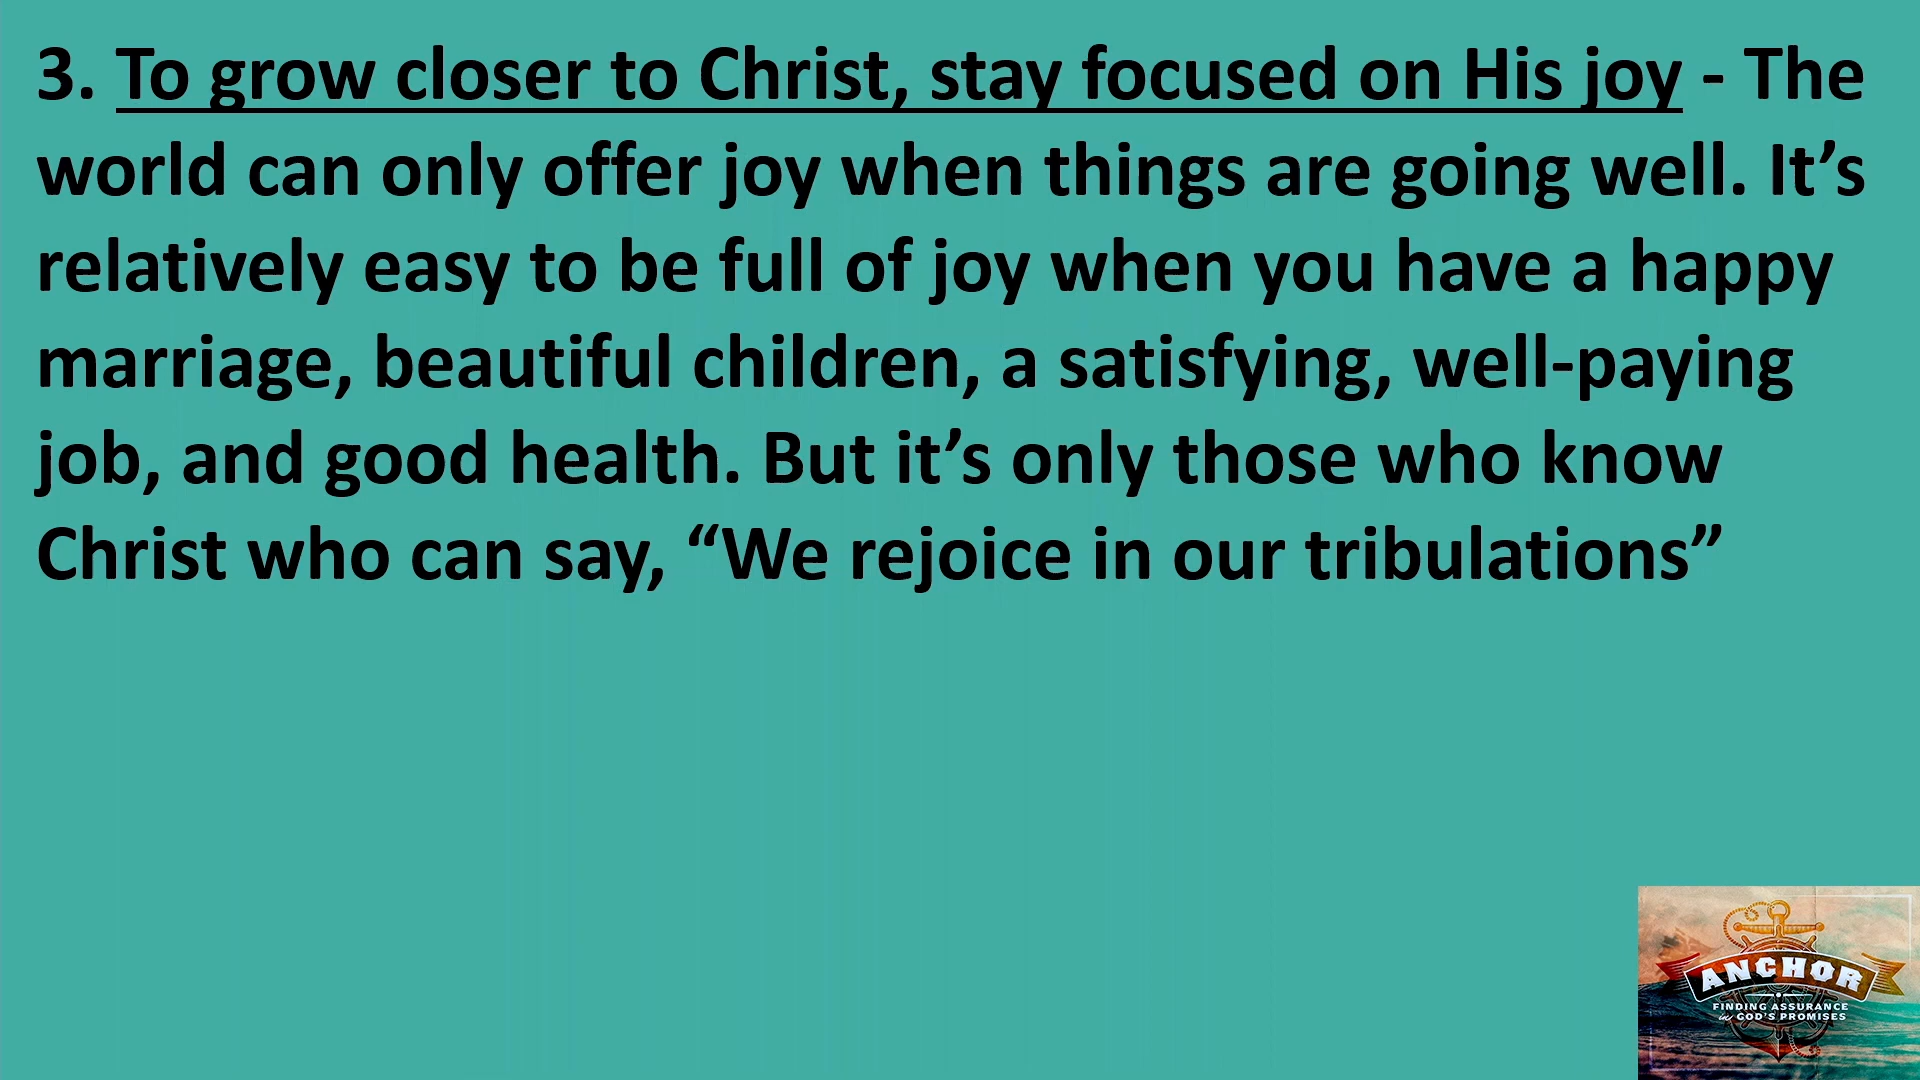 3. To grow closer to Christ, stay focused on His joy - The
world can only offer joy when things are going well. It’s
relatively easy to be full of joy when you have a happy
marriage, beautiful children, a satisfying, well-paying
job, and good health. But it’s only those who know
Christ who can say, “We rejoice in our tribulations”
ANCHOR
FINDING ASSURANCE
in GOD'S PROMISES